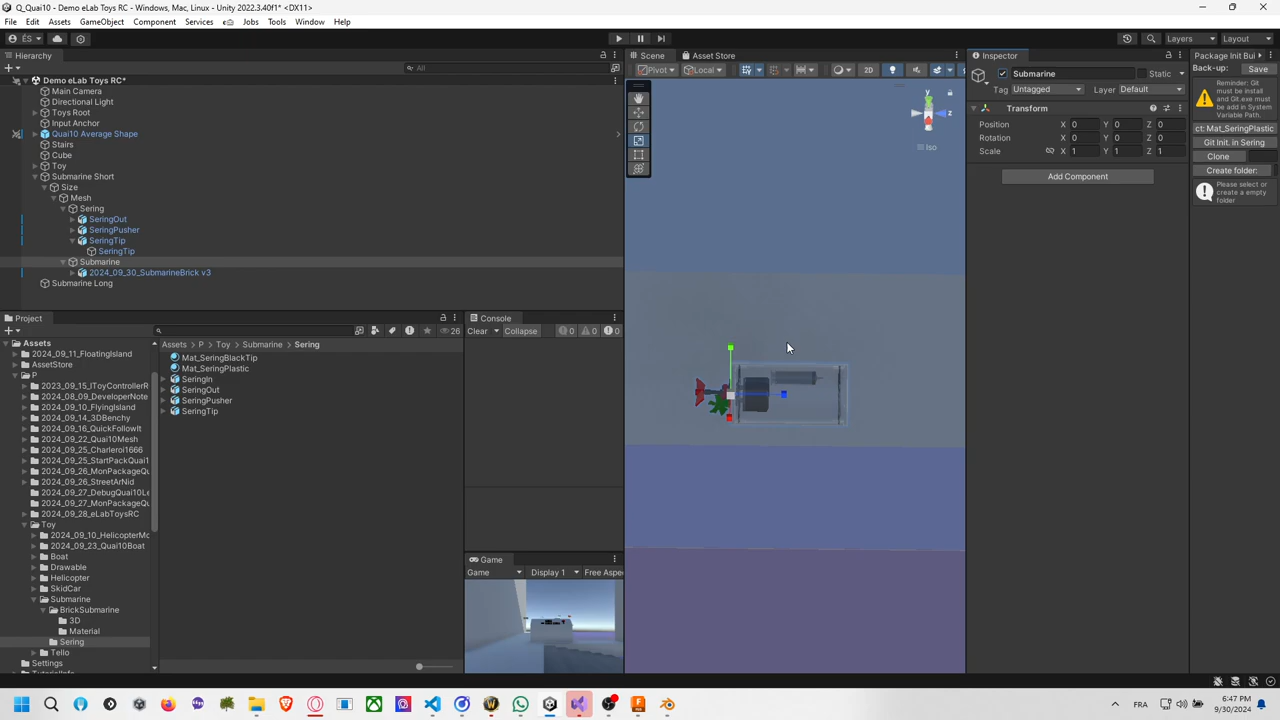 Q_Quai10 - Demo eLab Toys RC - Windows, Mac, Linux - Unity 2022.3.40f1* <DX11>
File Edit Assets GameObject Component Services Jobs Tools Window Help
ÉS Layers Layout
Hierarchy
All
Demo eLab Toys RC*
Main Camera
Directional Light
Toys Root
Input Anchor
Quai10 Average Shape
Stairs
Cube
Toy
Submarine Short
Size
Mesh
Sering
SeringOut
SeringPusher
SeringTip
SeringTip
Submarine
2024_09_30_SubmarineBrick v3
Submarine Long
Scene Asset Store
Pivot Local 2D
y
z
Iso
Inspector
Submarine Static
Tag Untagged Layer Default
Transform
Position X 0 Y 0 Z 0
Rotation X 0 Y 0 Z 0
Scale X 1 Y 1 Z 1
Add Component
Package Init Bui
Back-up: Save
Reminder: Git must be install and Git.exe must be add in System Variable Path.
ct: Mat_SeringPlastic
Git Init. in Sering
Clone
Create folder:
Please select or create a empty folder
Project
26
Assets
2024_09_11_FloatingIsland
AssetStore
P
2023_09_15_IToyControllerR
2024_08_09_DeveloperNote
2024_09_10_FlyingIsland
2024_09_14_3DBenchy
2024_09_16_QuickFollowIt
2024_09_22_Quai10Mesh
2024_09_25_Charleroi1666
2024_09_25_StartPackQuai1
2024_09_26_MonPackageQu
2024_09_26_StreetArNid
2024_09_27_DebugQuai10Le
2024_09_27_MonPackageQu
2024_09_28_eLabToysRC
Toy
2024_09_10_HelicopterMo
2024_09_23_Quai10Boat
Boat
Drawable
Helicopter
SkidCar
Submarine
BrickSubmarine
3D
Material
Sering
Tello
Settings
Assets > P > Toy > Submarine > Sering
Mat_SeringBlackTip
Mat_SeringPlastic
SeringIn
SeringOut
SeringPusher
SeringTip
Console
Clear Collapse 0 0 0
Game
Game Display 1 Free Aspe
FRA 6:47 PM
9/30/2024